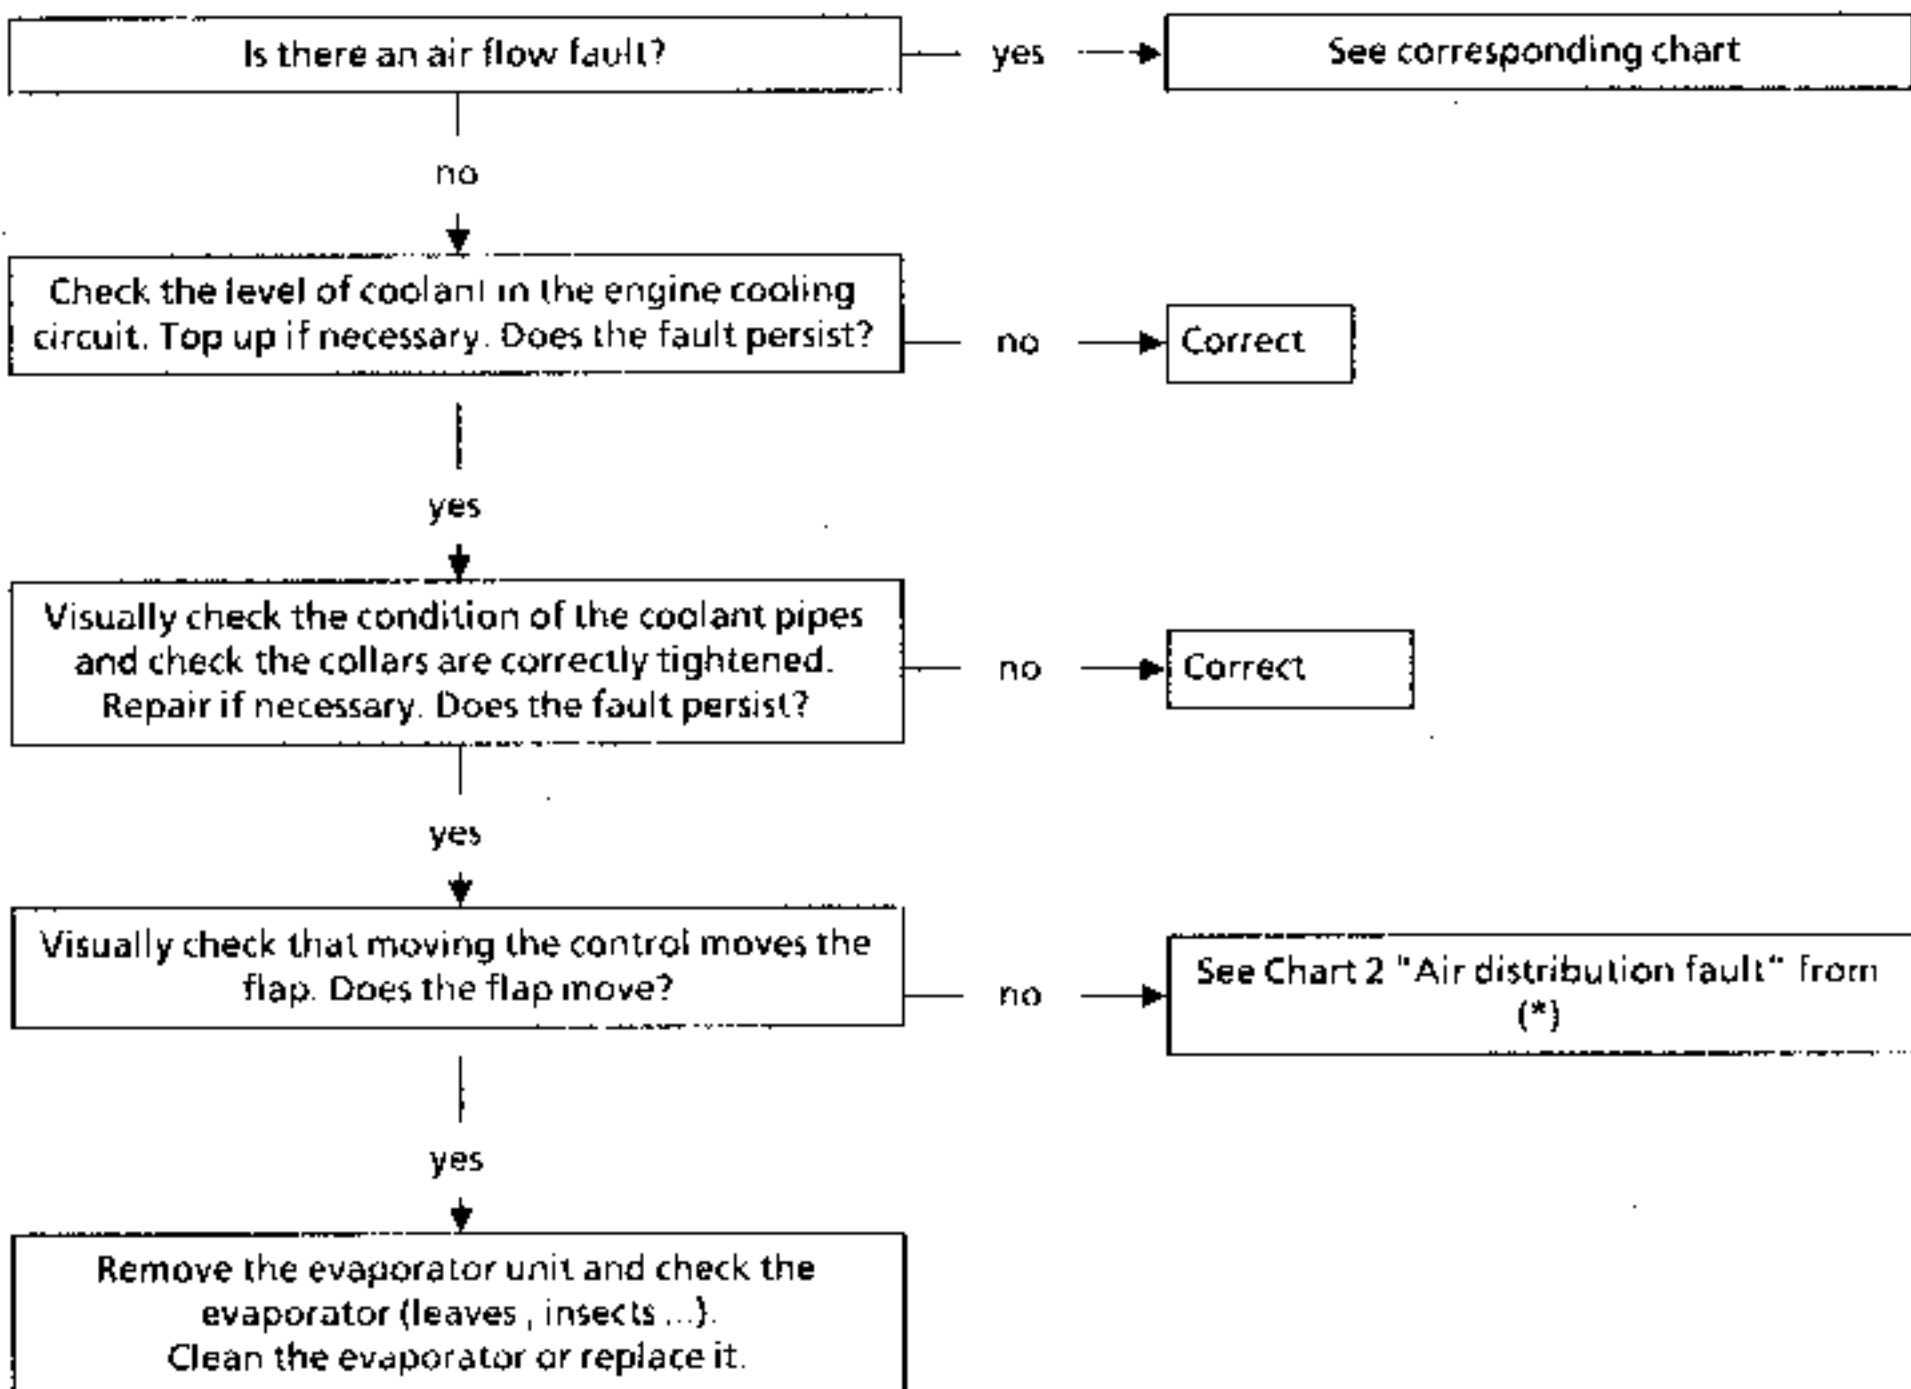 Is there an air flow fault?
yes
See corresponding chart
no
Check the level of coolant in the engine cooling
circuit. Top up if necessary. Does the fault persist?
no
Correct
yes
Visually check the condition of the coolant pipes
and check the collars are correctly tightened.
Repair if necessary. Does the fault persist?
no
Correct
yes
Visually check that moving the control moves the
flap. Does the flap move?
no
See Chart 2 "Air distribution fault" from
(*)
yes
Remove the evaporator unit and check the
evaporator (leaves , insects ...).
Clean the evaporator or replace it.